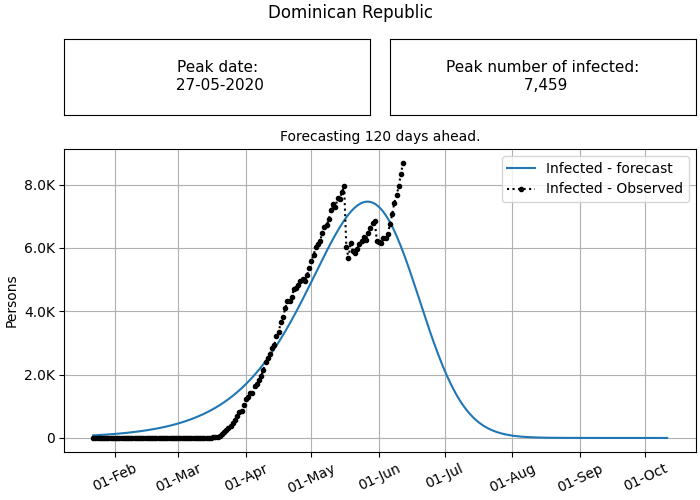 Dominican Republic
Peak date:
27-05-2020
Peak number of infected:
7,459
Forecasting 120 days ahead.
Infected - forecast
Infected - Observed
8.0K
6.0K
4.0K
2.0K
0
Persons
01-Feb
01-Mar
01-Apr
01-May
01-Jun
01-Jul
01-Aug
01-Sep
01-Oct